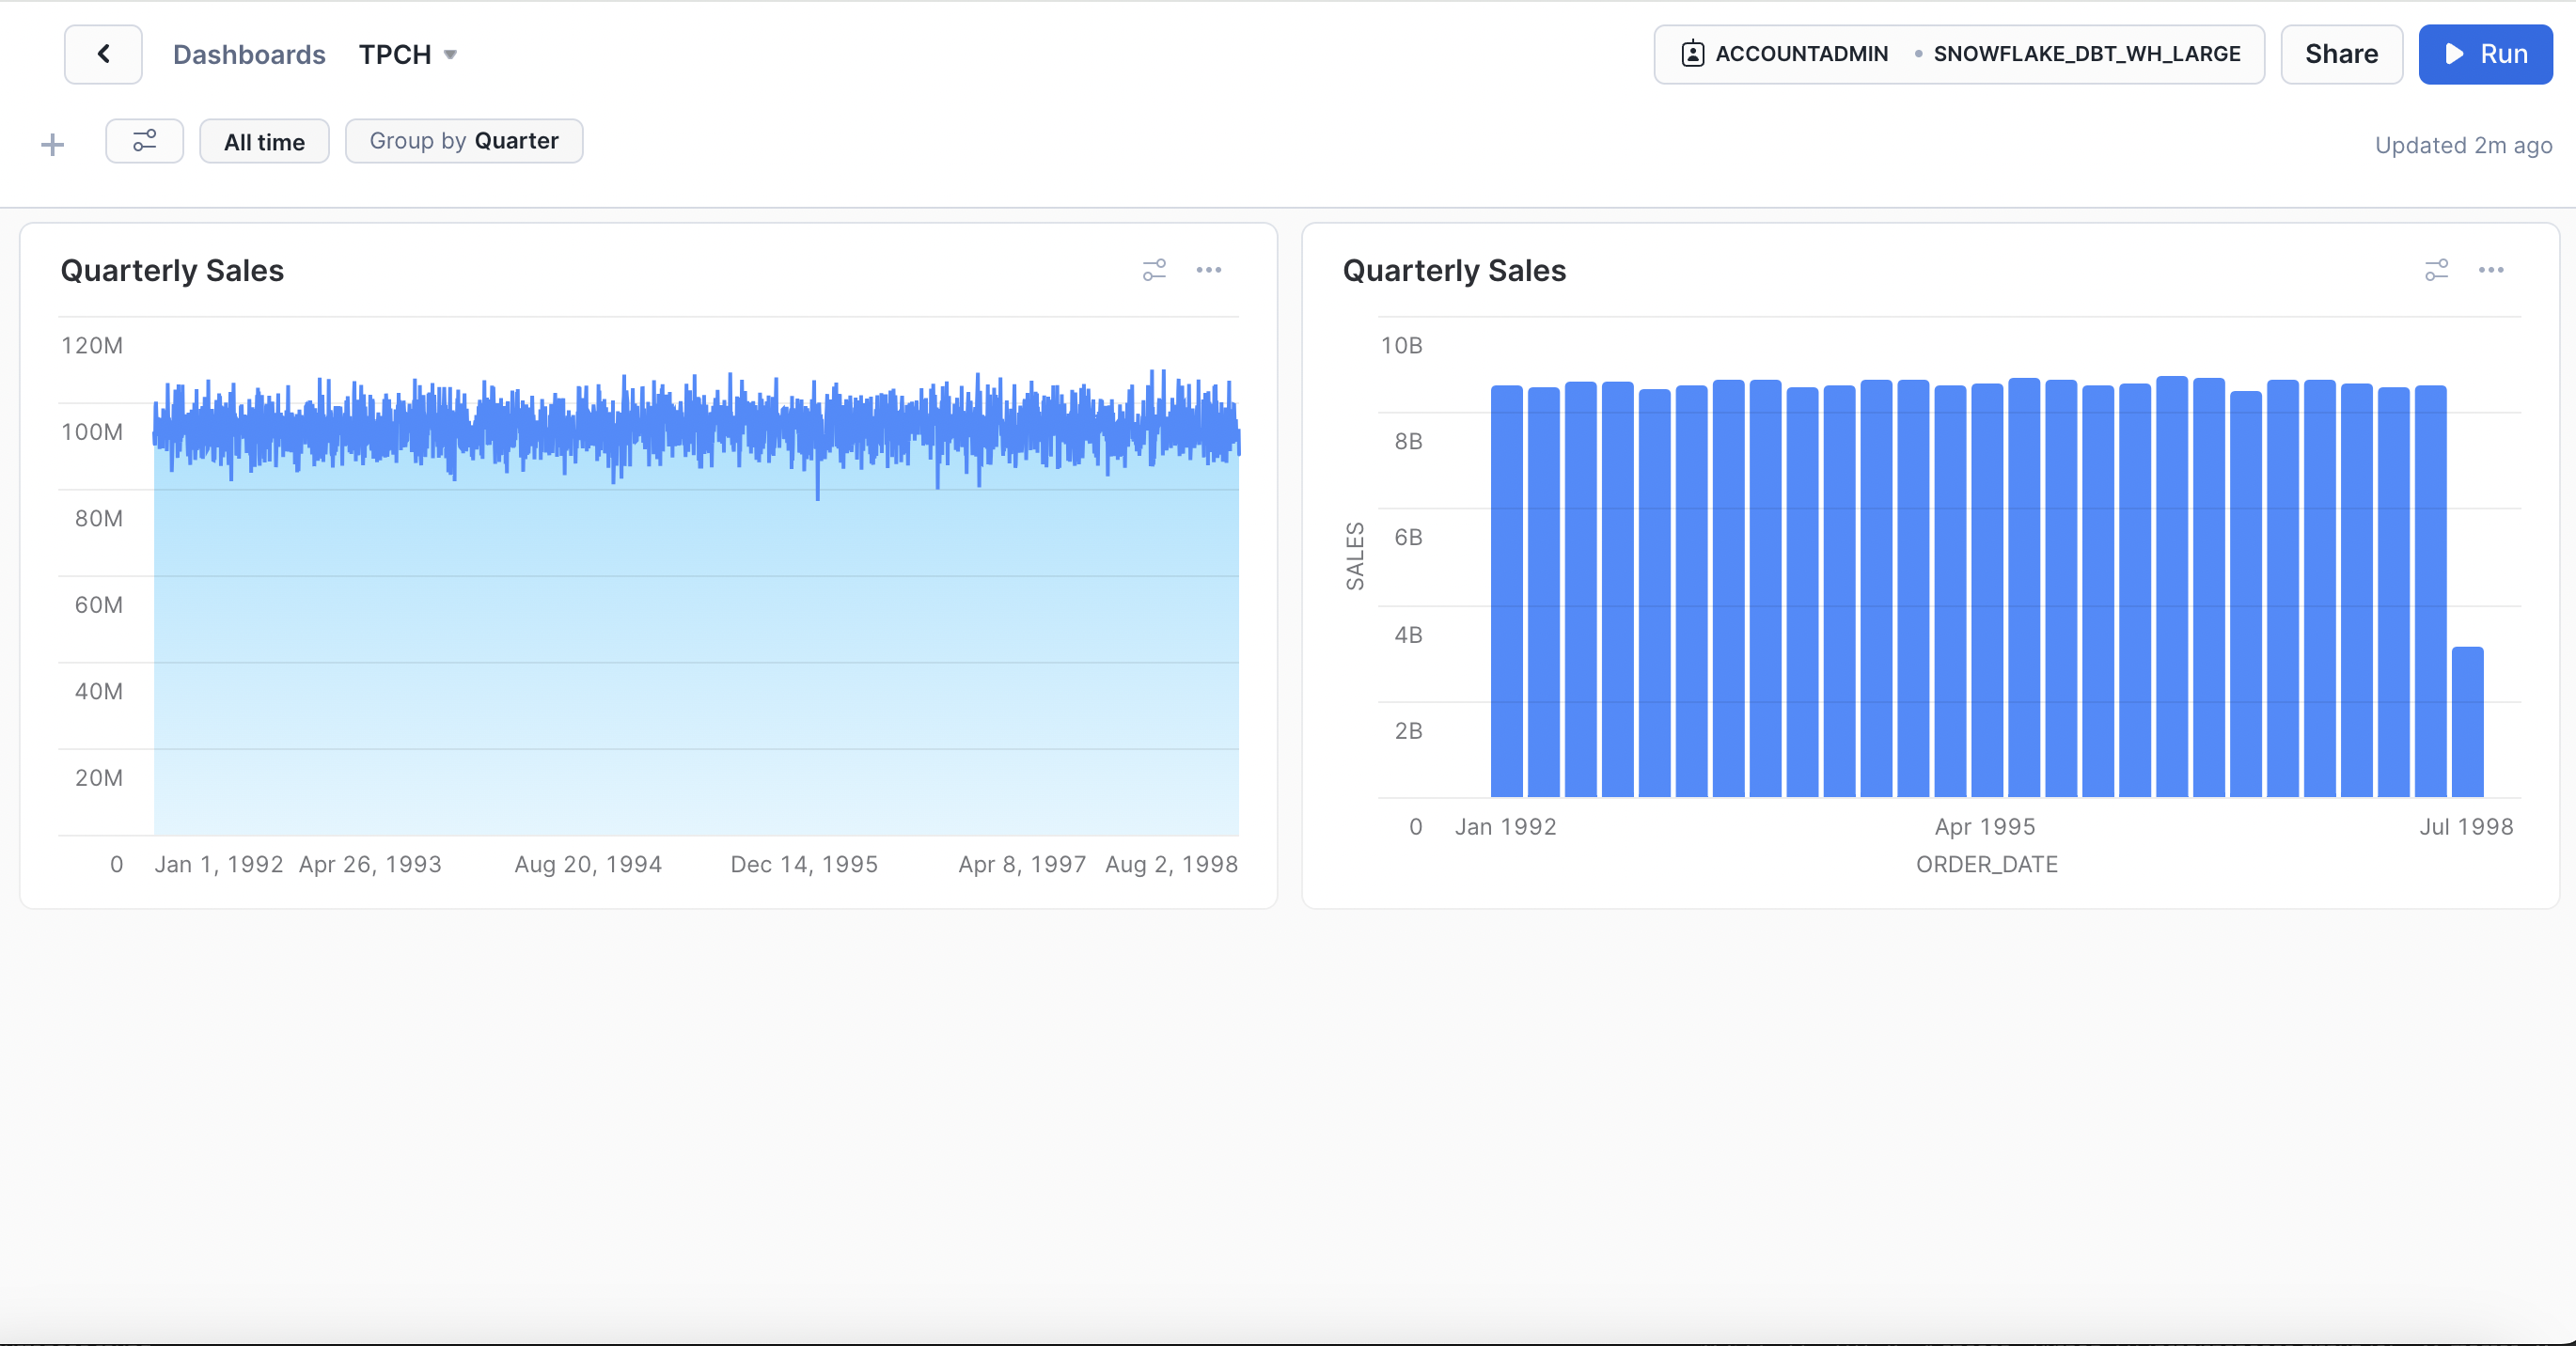 Dashboards TPCH
ACCOUNTADMIN • SNOWFLAKE_DBT_WH_LARGE
Share
Run
All time
Group by Quarter
Updated 2m ago
Quarterly Sales
120M
100M
80M
60M
40M
20M
0
Jan 1, 1992 Apr 26, 1993 Aug 20, 1994 Dec 14, 1995 Apr 8, 1997 Aug 2, 1998
Quarterly Sales
SALES
10B
8B
6B
4B
2B
0
Jan 1992 Apr 1995 Jul 1998
ORDER_DATE